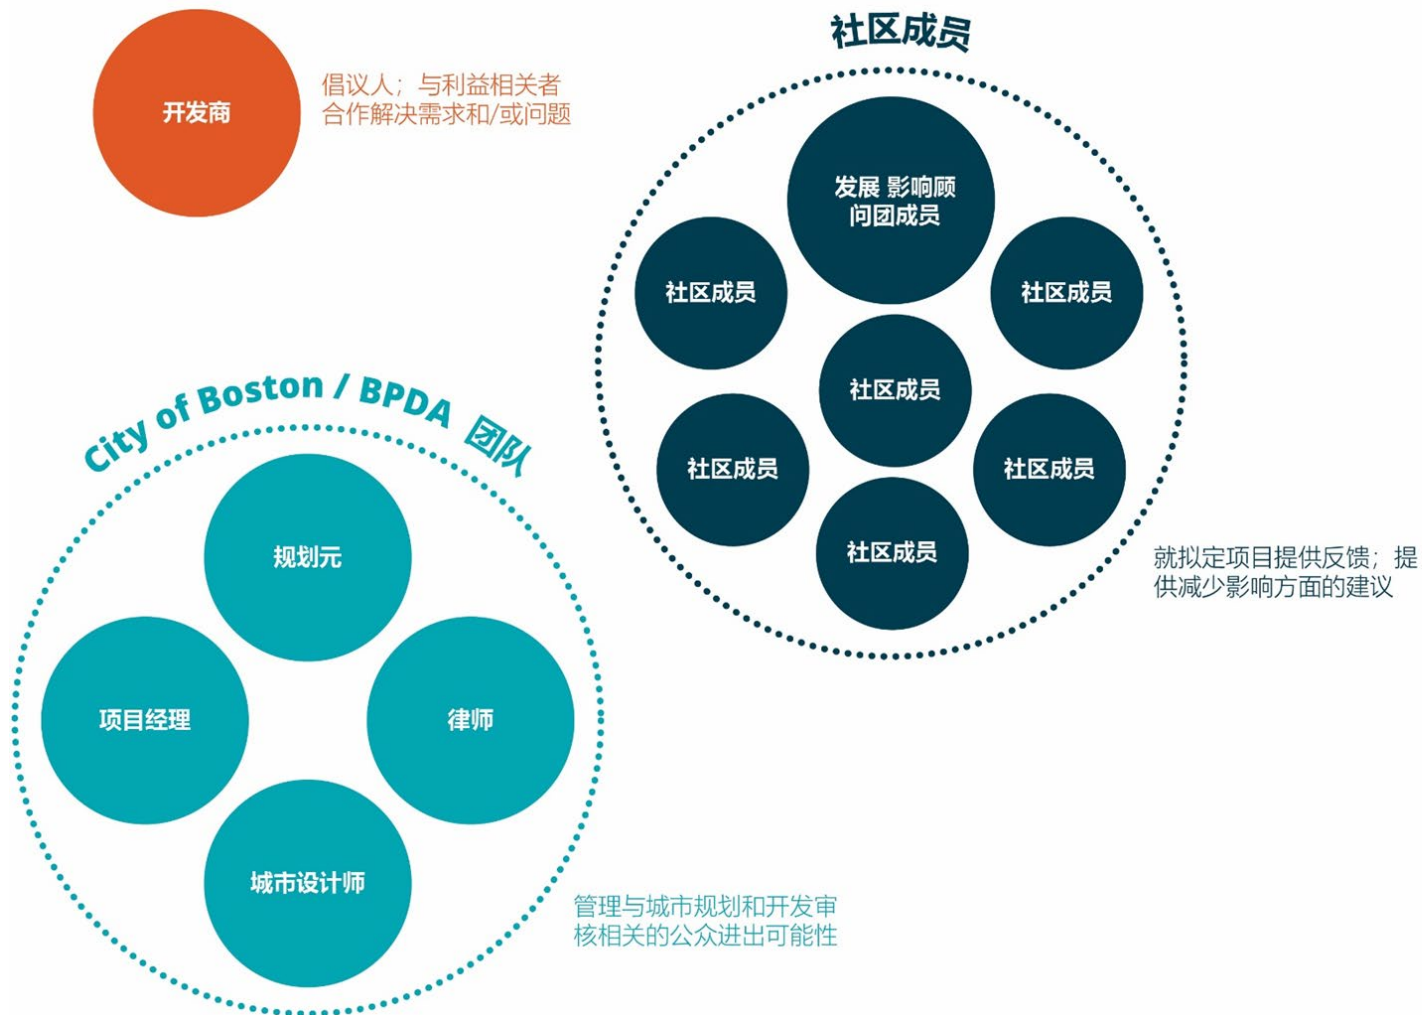 开发商
倡议人；与利益相关者
合作解决需求和/或问题
社区成员
发展 影响顾
问团成员
社区成员
社区成员
社区成员
社区成员
社区成员
社区成员
就拟定项目提供反馈；提
供减少影响方面的建议
City of Boston / BPDA 团队
规划元
项目经理
律师
城市设计师
管理与城市规划和开发审
核相关的公众进出可能性